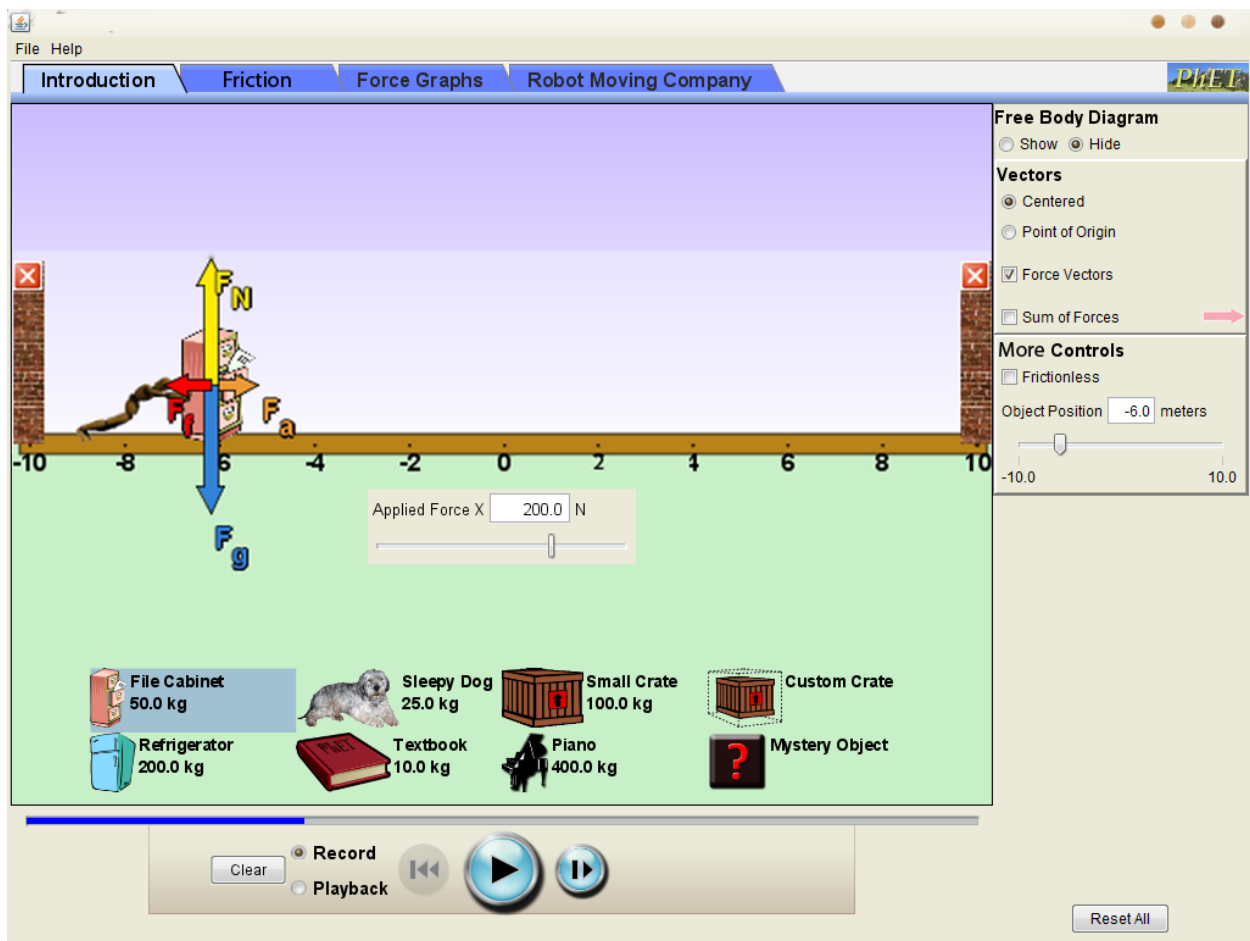 File Help
Introduction Friction Force Graphs Robot Moving Company PhET
Free Body Diagram
Show Hide
Vectors
Centered
Point of Origin
Force Vectors
Sum of Forces
More Controls
Frictionless
Object Position -6.0 meters
-10.0 10.0
FN
Ff Fa
-10 -8 6 -4 -2 0 2 4 6 8 10
Fg
Applied Force X 200.0 N
File Cabinet
50.0 kg
Sleepy Dog
25.0 kg
Small Crate
100.0 kg
Custom Crate
Refrigerator
200.0 kg
PhET
Textbook
10.0 kg
Piano
400.0 kg
?
Mystery Object
Clear
Record
Playback
Reset All